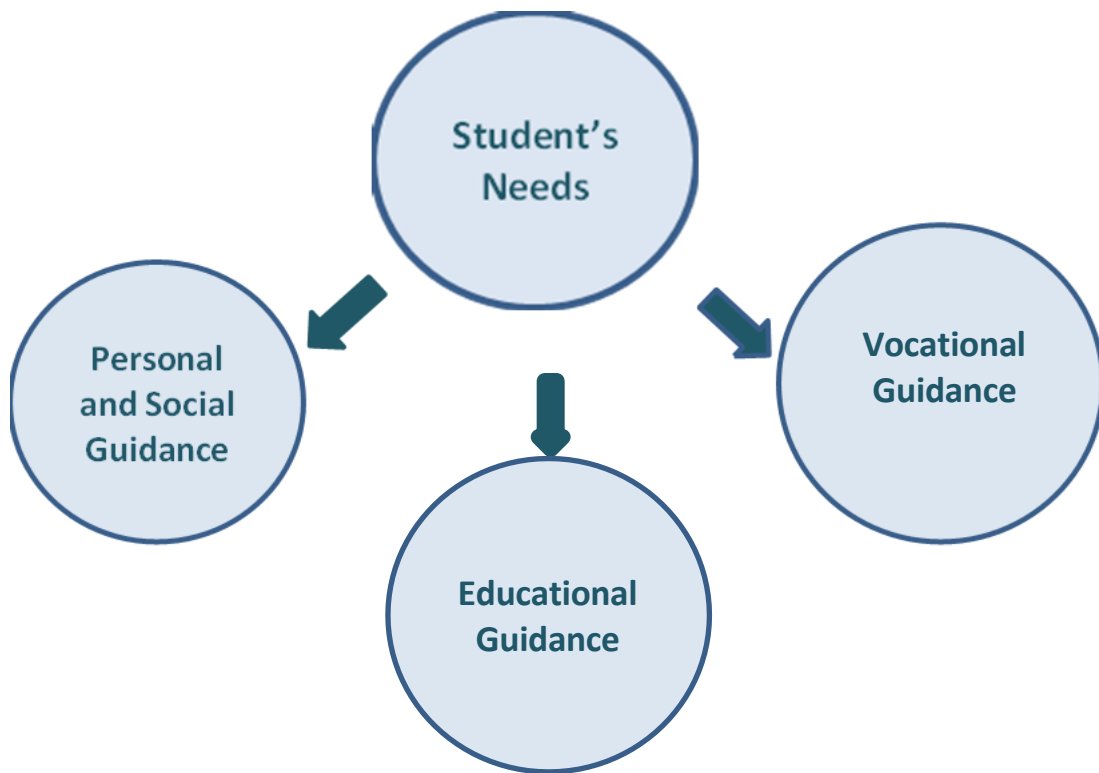 Student’s
Needs
Personal
and Social
Guidance
Vocational
Guidance
Educational
Guidance